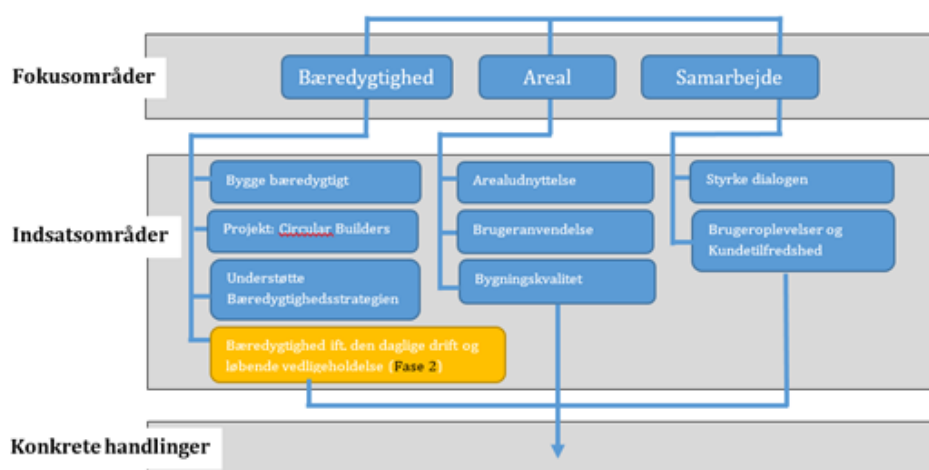 Fokusområder
Bæredygtighed
Areal
Samarbejde
Indsatsområder
Bygge bæredygtigt
Projekt: Circular Builders
Understøtte
Bæredygtighedsstrategien
Bæredygtighed ift. den daglige drift og
løbende vedligeholdelse (Fase 2)
Arealudnyttelse
Brugeranvendelse
Bygningskvalitet
Styrke dialogen
Brugeroplevelser og
Kundetilfredshed
Konkrete handlinger